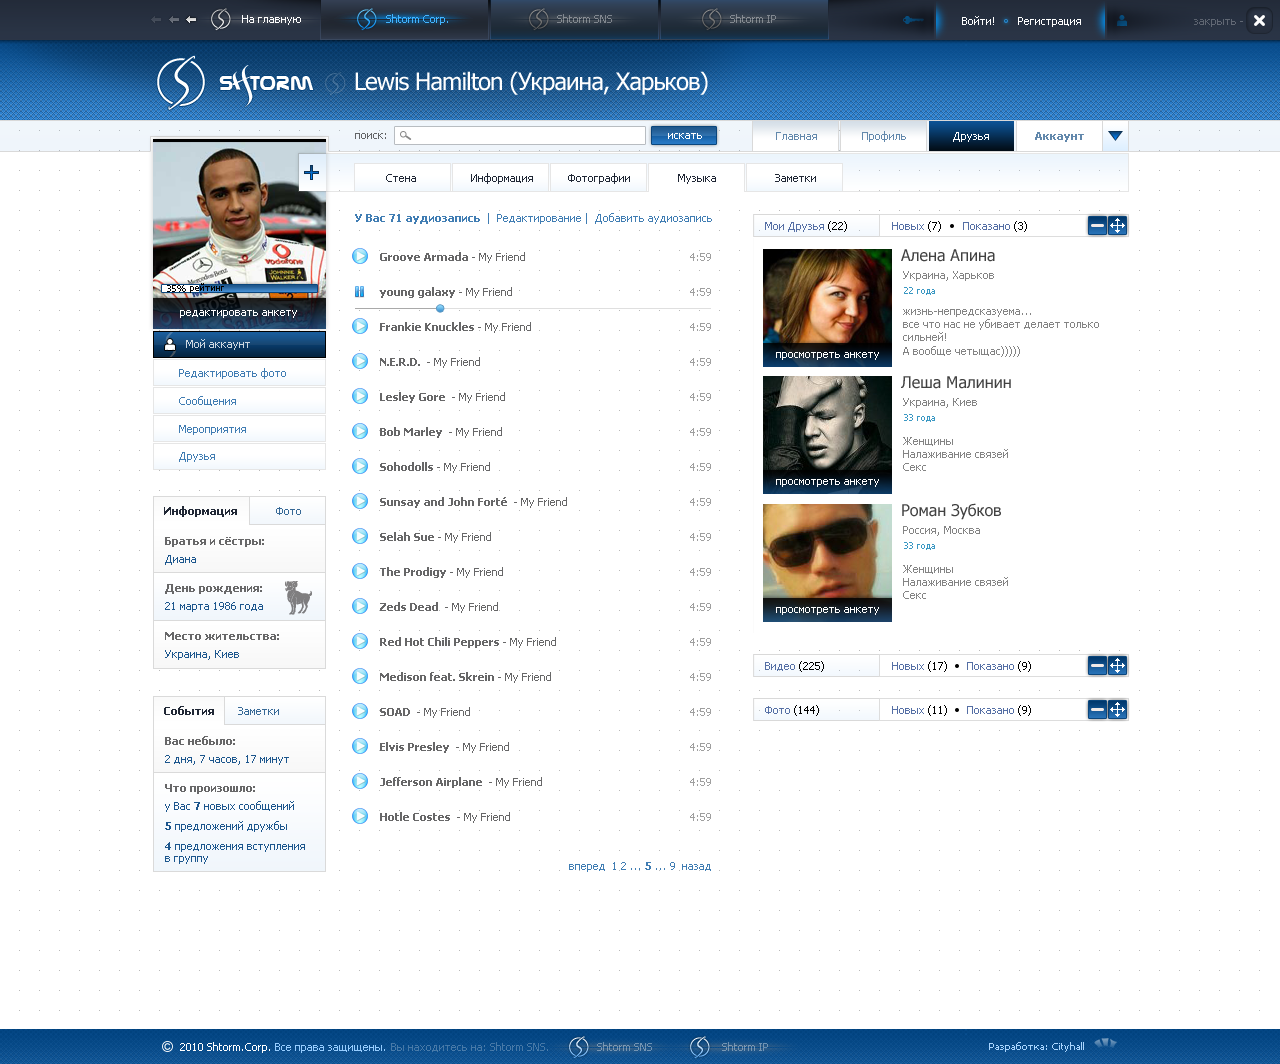 На главную
Shtorm Corp.
Shtorm SNS
Shtorm IP
Войти!
Регистрация
закрыть -
SHTORM
Lewis Hamilton (Украина, Харьков)
поиск:
искать
Главная
Профиль
Друзья
Аккаунт
Стена
Информация
Фотографии
Музыка
Заметки
35% рейтинг
редактировать анкету
Мой аккаунт
Редактировать фото
Сообщения
Мероприятия
Друзья
Информация
Фото
Братья и сёстры:
Диана
День рождения:
21 марта 1986 года
Место жительства:
Украина, Киев
События
Заметки
Вас небыло:
2 дня, 7 часов, 17 минут
Что произошло:
у Вас 7 новых сообщений
5 предложений дружбы
4 предложения вступления
в группу
У Вас 71 аудиозапись | Редактирование | Добавить аудиозапись
Groove Armada - My Friend 4:59
young galaxy - My Friend 4:59
Frankie Knuckles - My Friend 4:59
N.E.R.D. - My Friend 4:59
Lesley Gore - My Friend 4:59
Bob Marley - My Friend 4:59
Sohodolls - My Friend 4:59
Sunsay and John Forté - My Friend 4:59
Selah Sue - My Friend 4:59
The Prodigy - My Friend 4:59
Zeds Dead - My Friend 4:59
Red Hot Chili Peppers - My Friend 4:59
Medison feat. Skrein - My Friend 4:59
SOAD - My Friend 4:59
Elvis Presley - My Friend 4:59
Jefferson Airplane - My Friend 4:59
Hotle Costes - My Friend 4:59
вперед 1 2 ... 5 ... 9 назад
Мои Друзья (22)
Новых (7) • Показано (3)
Алена Апина
Украина, Харьков
22 года
жизнь-непредсказуема...
все что нас не убивает делает только
сильней!
А вообще четыщас)))))
просмотреть анкету
Леша Малинин
Украина, Киев
33 года
Женщины
Налаживание связей
Секс
просмотреть анкету
Роман Зубков
Россия, Москва
33 года
Женщины
Налаживание связей
Секс
просмотреть анкету
Видео (225)
Новых (17) • Показано (9)
Фото (144)
Новых (11) • Показано (9)
© 2010 Shtorm.Corp. Все права защищены. Вы находитесь на: Shtorm SNS.
Shtorm SNS
Shtorm IP
Разработка: Cityhall